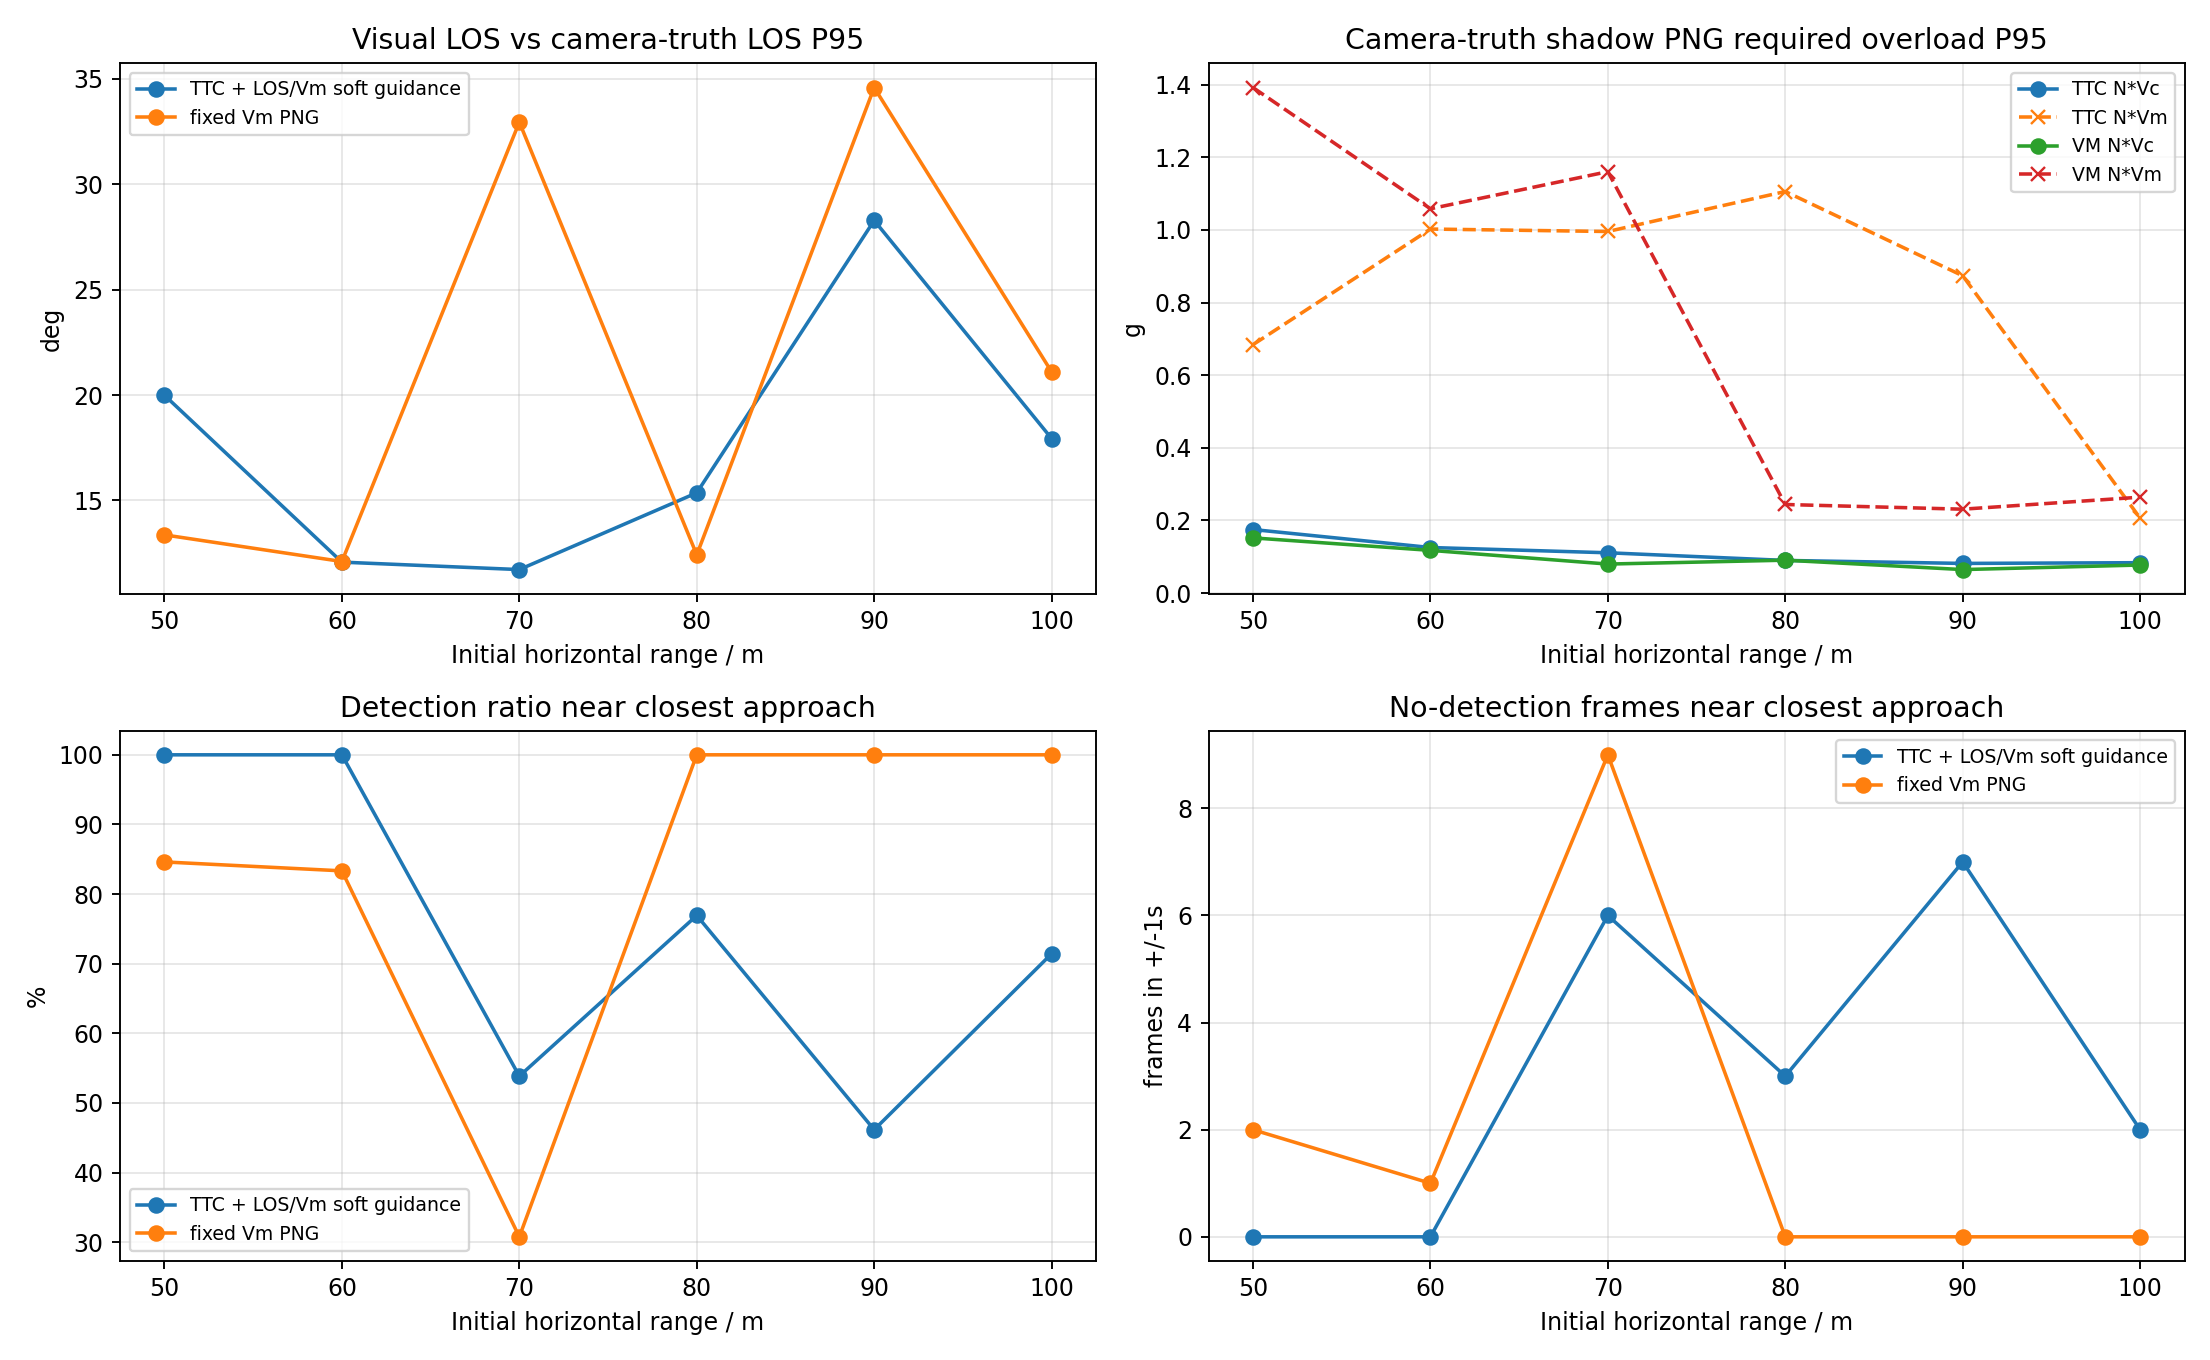 Visual LOS vs camera-truth LOS P95
TTC + LOS/Vm soft guidance
fixed Vm PNG
35
30
25
20
15
deg
50 60 70 80 90 100
Initial horizontal range / m
Camera-truth shadow PNG required overload P95
TTC N*Vc
TTC N*Vm
VM N*Vc
VM N*Vm
1.4
1.2
1.0
0.8
0.6
0.4
0.2
0.0
g
50 60 70 80 90 100
Initial horizontal range / m
Detection ratio near closest approach
100
90
80
70
60
50
40
30
%
TTC + LOS/Vm soft guidance
fixed Vm PNG
50 60 70 80 90 100
Initial horizontal range / m
No-detection frames near closest approach
TTC + LOS/Vm soft guidance
fixed Vm PNG
8
6
4
2
0
frames in +/-1s
50 60 70 80 90 100
Initial horizontal range / m